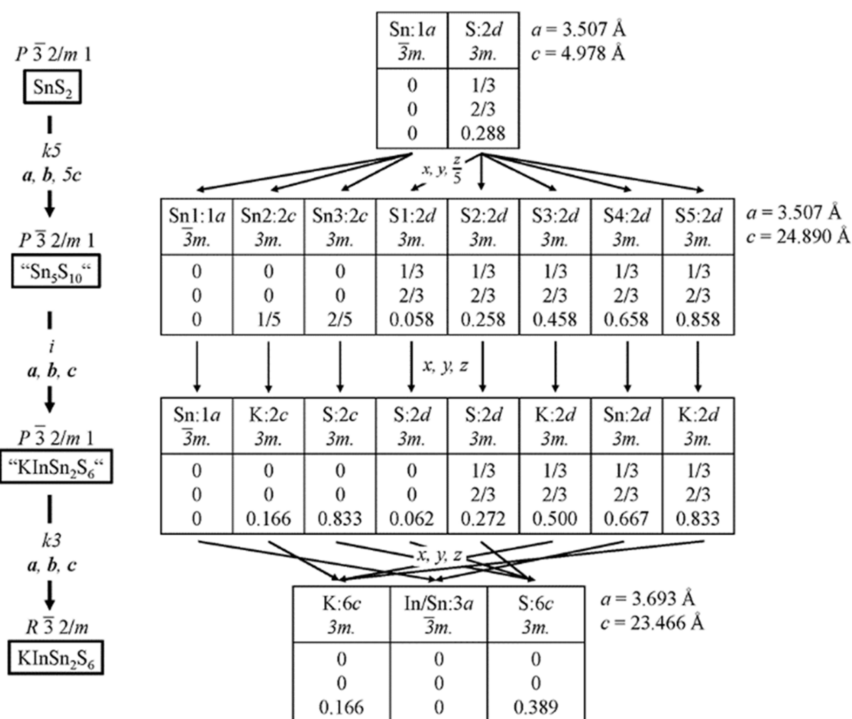 Sn:1a S:2d a = 3.507 Å
P 3̅ 2/m 1 3̅m. 3m. c = 4.978 Å
SnS₂ 0 1/3
0 2/3
0 0.288
k5
a, b, 5c x, y, z/5
Sn1:1a Sn2:2c Sn3:2c S1:2d S2:2d S3:2d S4:2d S5:2d a = 3.507 Å
P 3̅ 2/m 1 3̅m. 3m. 3m. 3m. 3m. 3m. 3m. 3m. c = 24.890 Å
“Sn₅S₁₀“ 0 0 0 1/3 1/3 1/3 1/3 1/3
0 0 0 2/3 2/3 2/3 2/3 2/3
0 1/5 2/5 0.058 0.258 0.458 0.658 0.858
i
a, b, c x, y, z
Sn:1a K:2c S:2c S:2d S:2d K:2d Sn:2d K:2d
P 3̅ 2/m 1 3̅m. 3m. 3m. 3m. 3m. 3m. 3m. 3m.
“KInSn₂S₆“ 0 0 0 0 1/3 1/3 1/3 1/3
0 0 0 0 2/3 2/3 2/3 2/3
0 0.166 0.833 0.062 0.272 0.500 0.667 0.833
k3
a, b, c x, y, z
K:6c In/Sn:3a S:6c a = 3.693 Å
R 3̅ 2/m 3m. 3̅m. 3m. c = 23.466 Å
KInSn₂S₆ 0 0 0
0 0 0
0.166 0 0.389